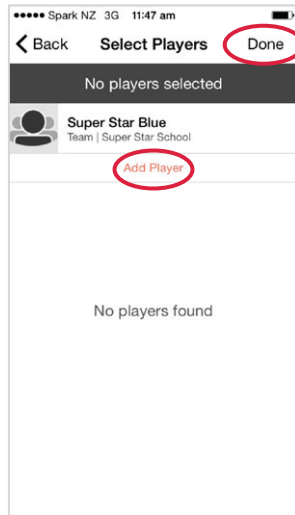 ●●●●● Spark NZ 3G 11:47 am
Back Select Players Done
No players selected
Super Star Blue
Team | Super Star School
Add Player
No players found